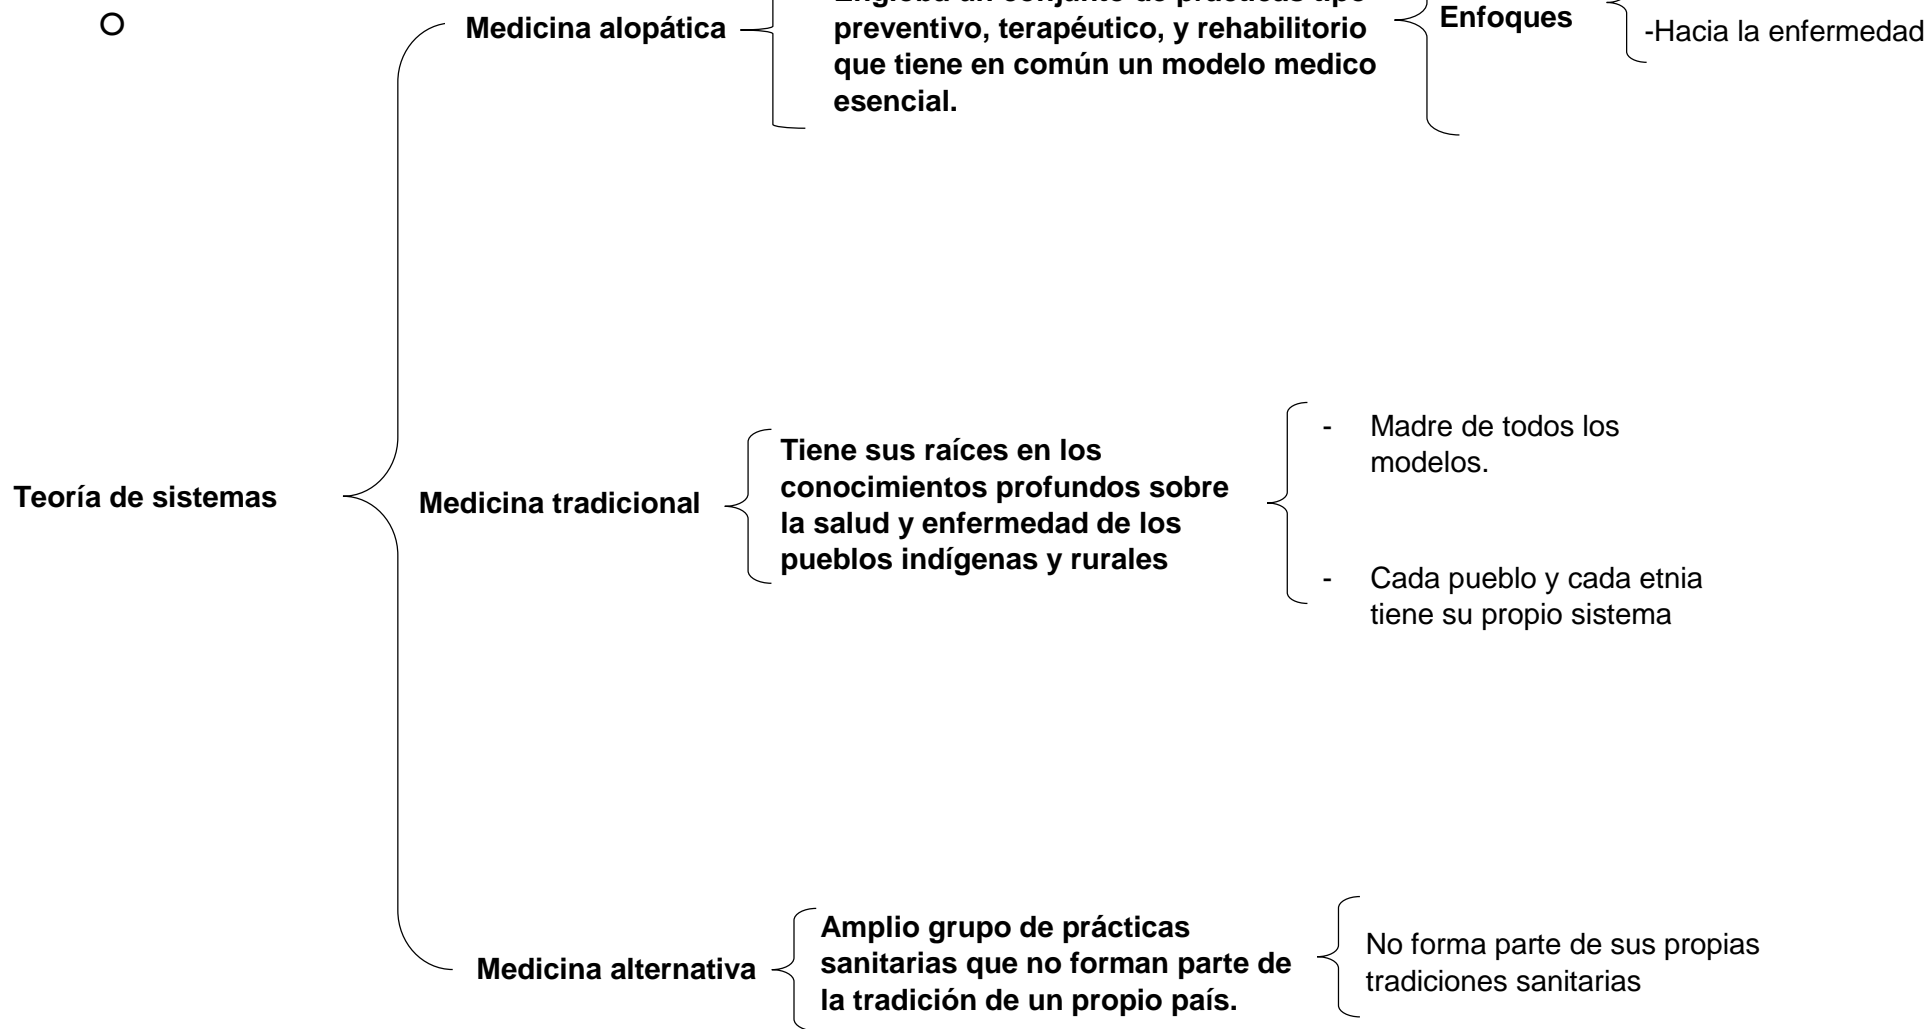 Medicina alopática
preventivo, terapéutico, y rehabilitorio
que tiene en común un modelo medico
esencial.
Enfoques
-Hacia la enfermedad
Teoría de sistemas
Medicina tradicional
Tiene sus raíces en los
conocimientos profundos sobre
la salud y enfermedad de los
pueblos indígenas y rurales
- Madre de todos los
modelos.
- Cada pueblo y cada etnia
tiene su propio sistema
Medicina alternativa
Amplio grupo de prácticas
sanitarias que no forman parte de
la tradición de un propio país.
No forma parte de sus propias
tradiciones sanitarias